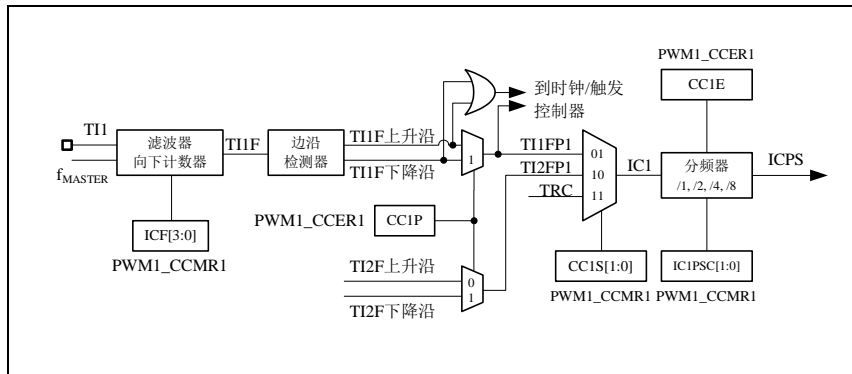 PWM1_CCER1
CC1E
到时钟/触发
控制器
TI1
fMASTER
滤波器
向下计数器
TI1F
边沿
检测器
TI1F上升沿
TI1F下降沿
1
TI1FP1
TI2FP1
TRC
01
10
11
IC1
分频器
/1, /2, /4, /8
ICPS
ICF[3:0]
PWM1_CCMR1
PWM1_CCER1
CC1P
CC1S[1:0]
PWM1_CCMR1
IC1PSC[1:0]
PWM1_CCMR1
TI2F上升沿
TI2F下降沿
0
1